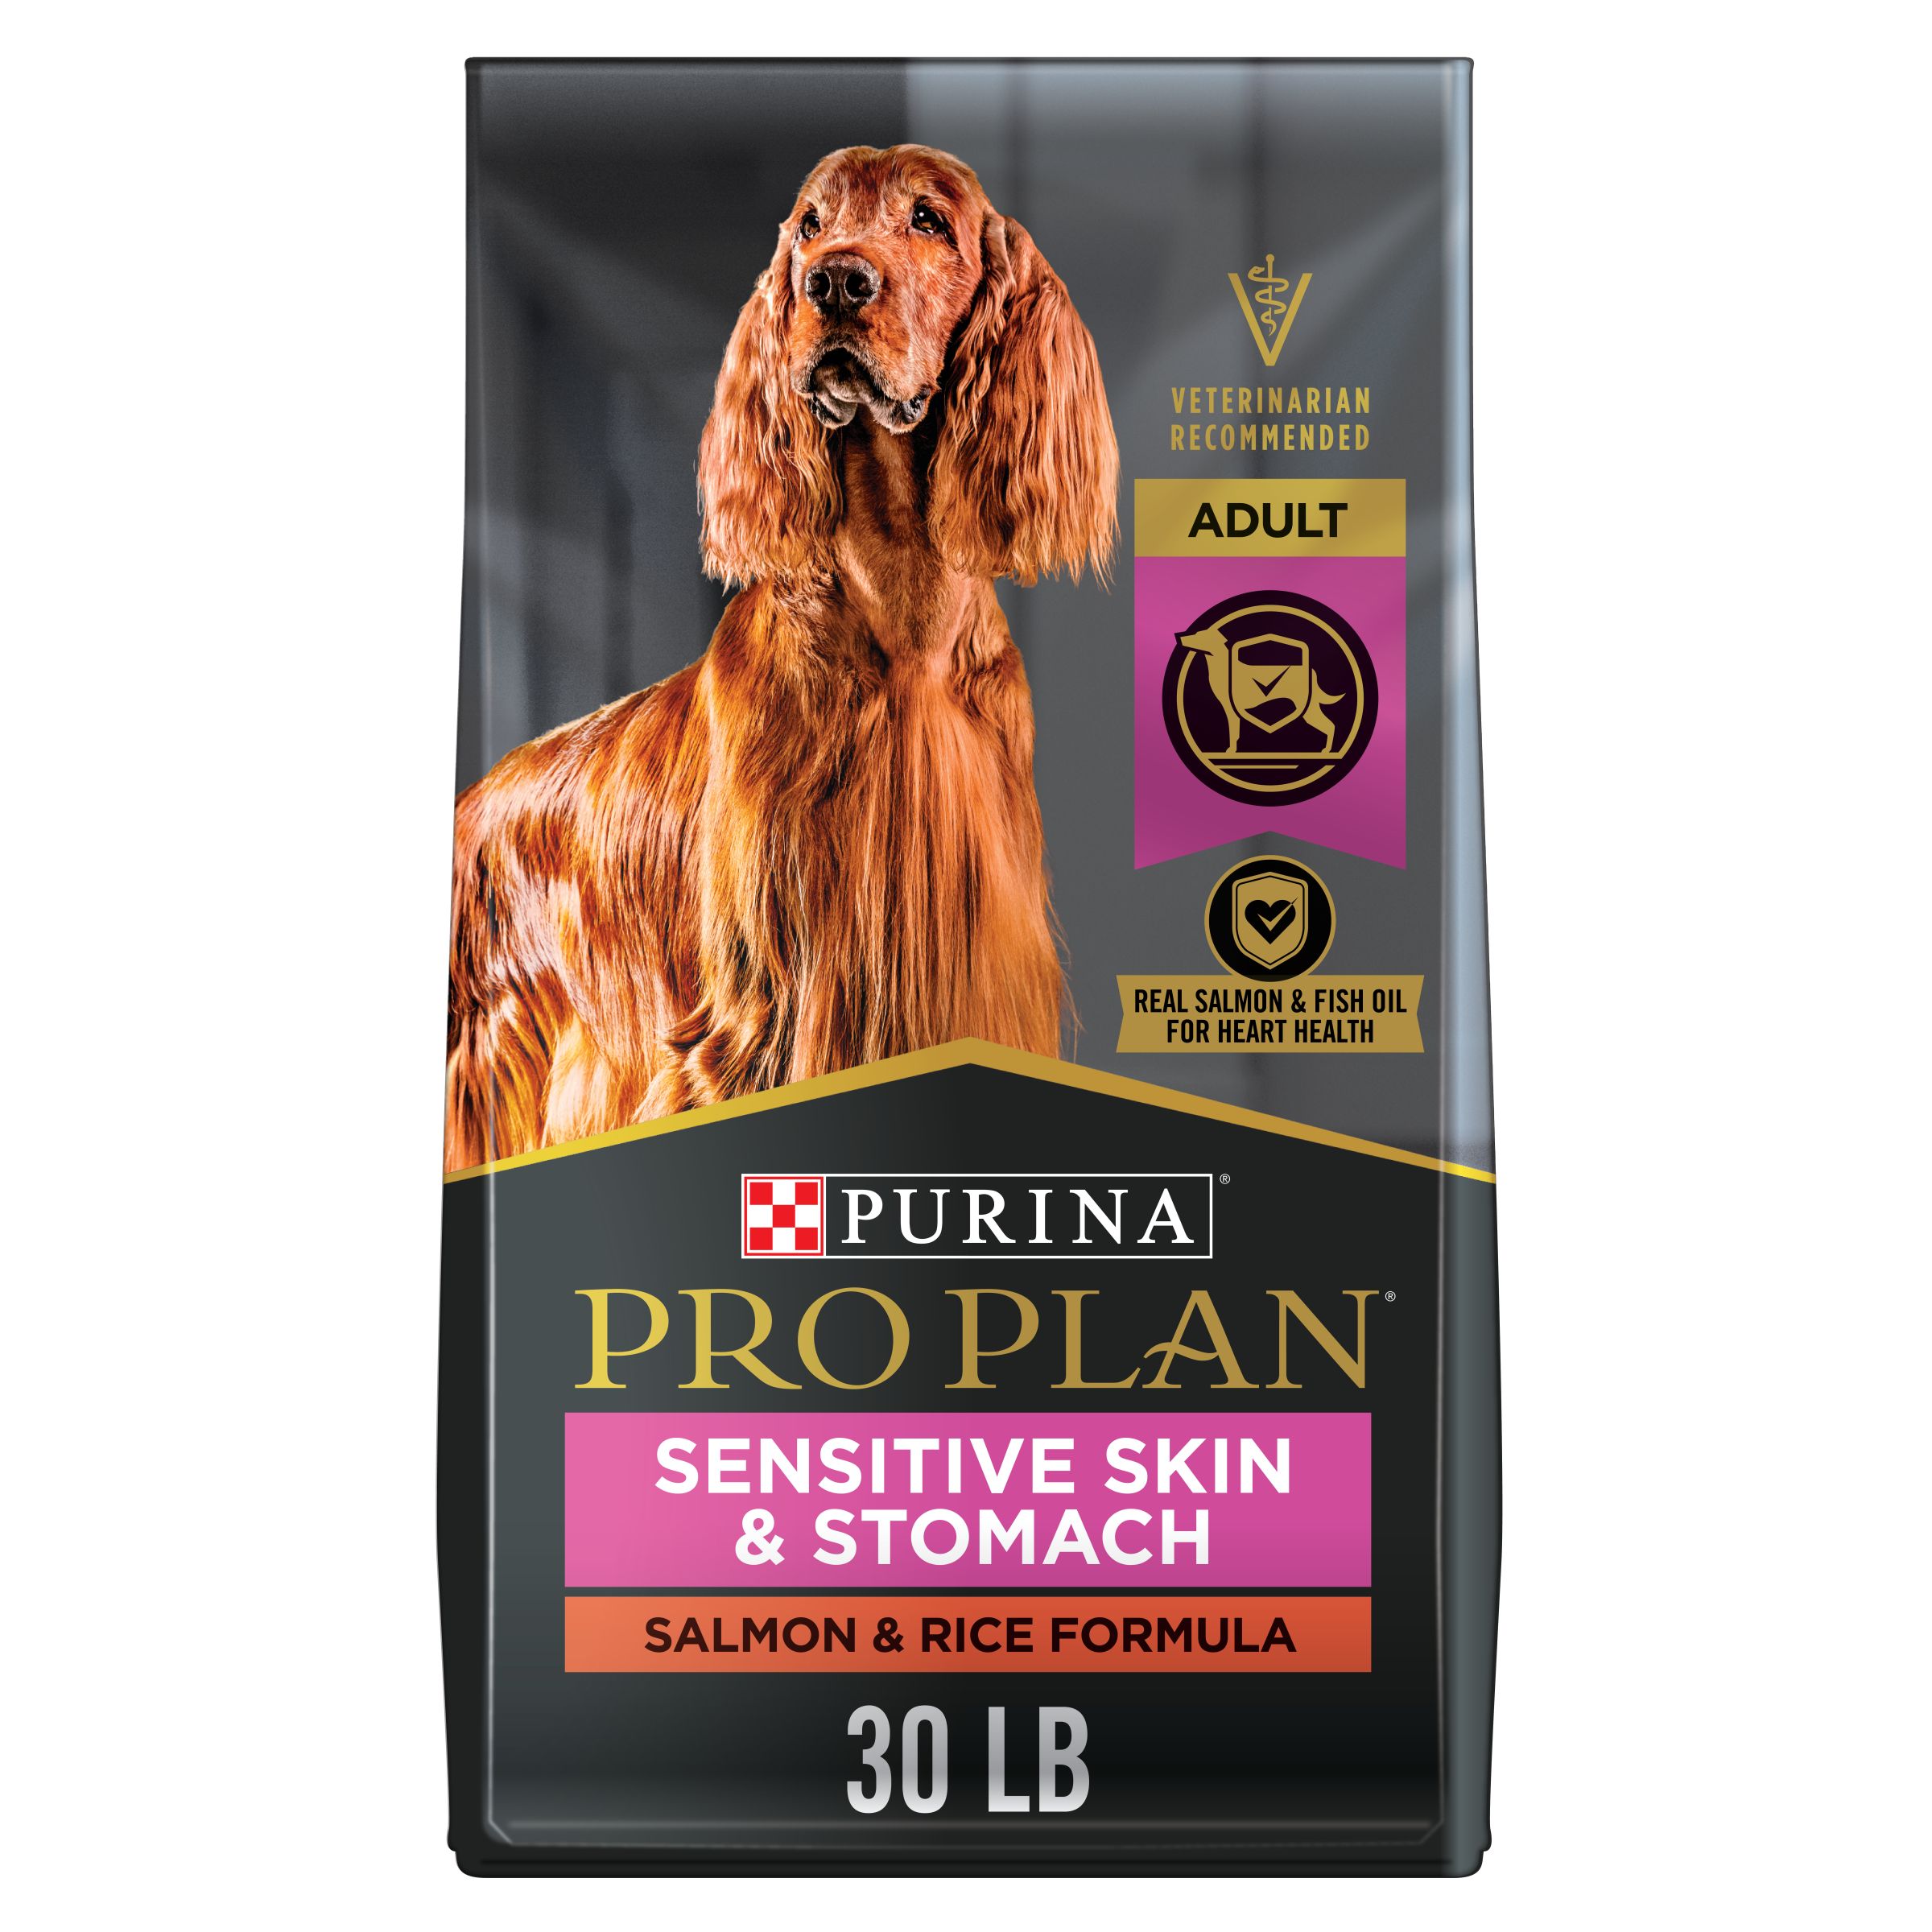 VETERINARIAN
RECOMMENDED
ADULT
REAL SALMON & FISH OIL
FOR HEART HEALTH
PURINA®
PRO PLAN®
SENSITIVE SKIN
& STOMACH
SALMON & RICE FORMULA
30 LB